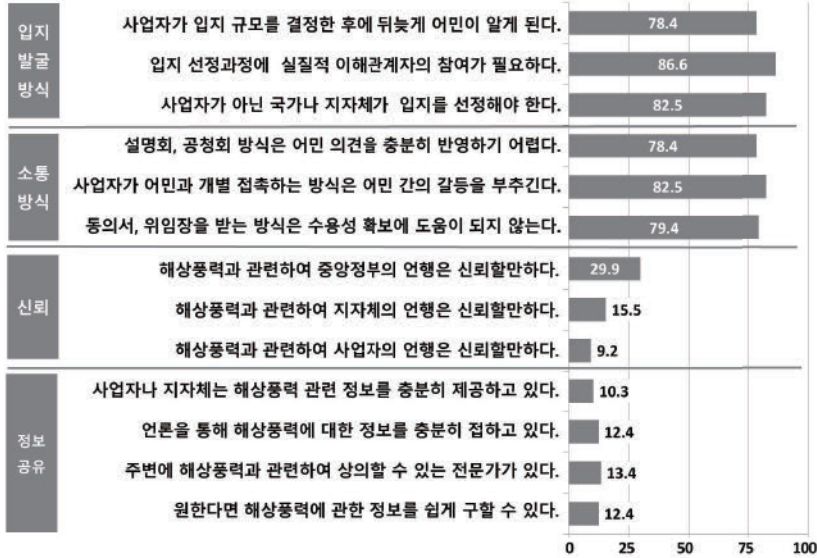 입지
발굴
방식
사업자가 입지 규모를 결정한 후에 뒤늦게 어민이 알게 된다.
78.4
입지 선정과정에 실질적 이해관계자의 참여가 필요하다.
86.6
사업자가 아닌 국가나 지자체가 입지를 선정해야 한다.
82.5
소통
방식
설명회, 공청회 방식은 어민 의견을 충분히 반영하기 어렵다.
78.4
사업자가 어민과 개별 접촉하는 방식은 어민 간의 갈등을 부추긴다.
82.5
동의서, 위임장을 받는 방식은 수용성 확보에 도움이 되지 않는다.
79.4
신뢰
해상풍력과 관련하여 중앙정부의 언행은 신뢰할만하다.
29.9
해상풍력과 관련하여 지자체의 언행은 신뢰할만하다.
15.5
해상풍력과 관련하여 사업자의 언행은 신뢰할만하다.
9.2
정보
공유
사업자나 지자체는 해상풍력 관련 정보를 충분히 제공하고 있다.
10.3
언론을 통해 해상풍력에 대한 정보를 충분히 접하고 있다.
12.4
주변에 해상풍력과 관련하여 상의할 수 있는 전문가가 있다.
13.4
원한다면 해상풍력에 관한 정보를 쉽게 구할 수 있다.
12.4
0 25 50 75 100